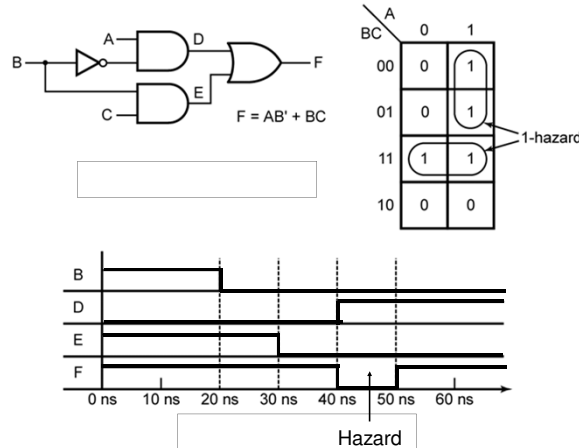 A
D
B
F
E
C
F = AB' + BC
A
BC
0 1
00 0 1
01 0 1
1-hazard
11 1 1
10 0 0
B
D
E
F
0 ns 10 ns 20 ns 30 ns 40 ns 50 ns 60 ns
Hazard